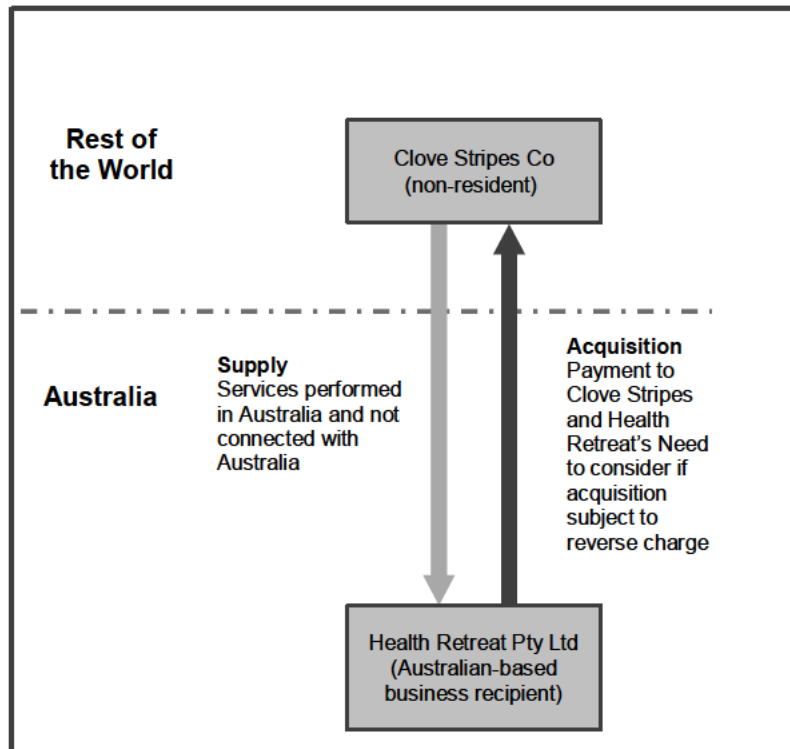 Rest of
the World
Clove Stripes Co
(non-resident)
Australia
Supply
Services performed
in Australia and not
connected with
Australia
Acquisition
Payment to
Clove Stripes
and Health
Retreat's Need
to consider if
acquisition
subject to
reverse charge
Health Retreat Pty Ltd
(Australian-based
business recipient)